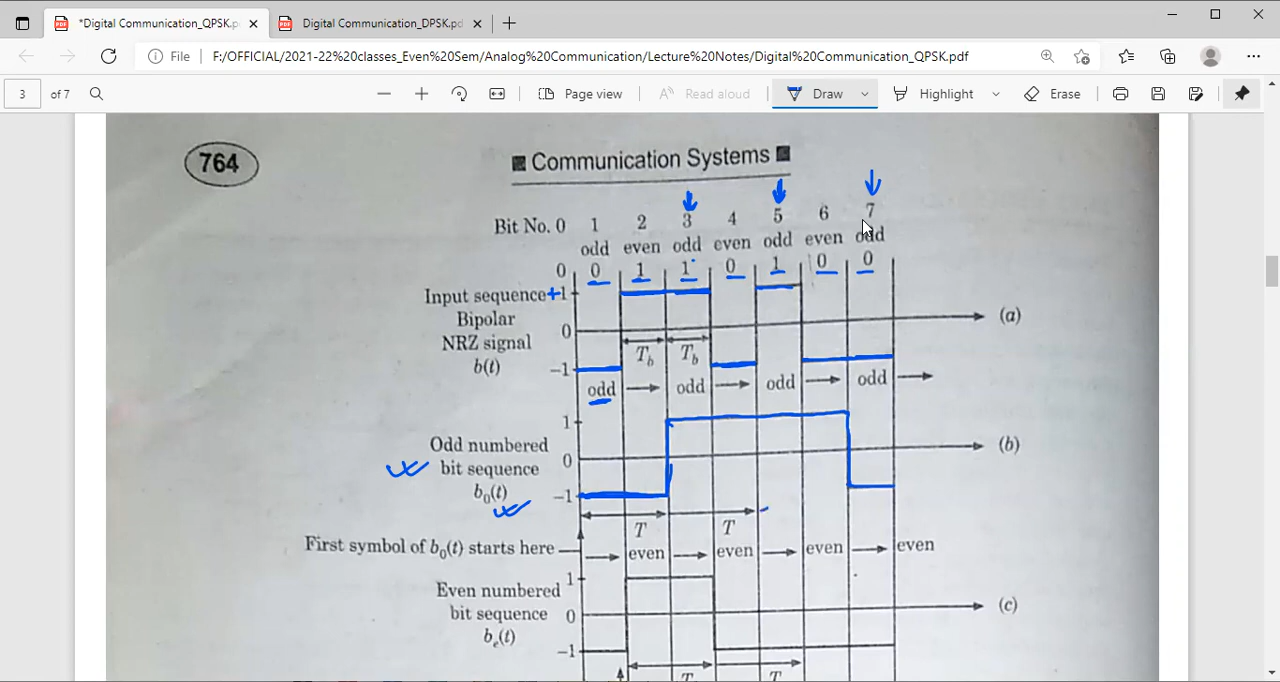 *Digital Communication_QPSK.p
Digital Communication_DPSK.pd
File
F:/OFFICIAL/2021-22%20classes_Even%20Sem/Analog%20Communication/Lecture%20Notes/Digital%20Communication_QPSK.pdf
3 of 7
Page view
Read aloud
Draw
Highlight
Erase
764
Communication Systems
Bit No. 0 1 2 3 4 5 6 7
odd even odd even odd even odd
0 0 1 1 0 1 0 0
Input sequence +1
Bipolar 0
NRZ signal
b(t) −1
(a)
T_b T_b
odd odd odd odd
1
Odd numbered
bit sequence 0
b₀(t) −1
(b)
T T
First symbol of b₀(t) starts here
even even even even
1
Even numbered
bit sequence 0
bₑ(t)
−1
(c)
T T